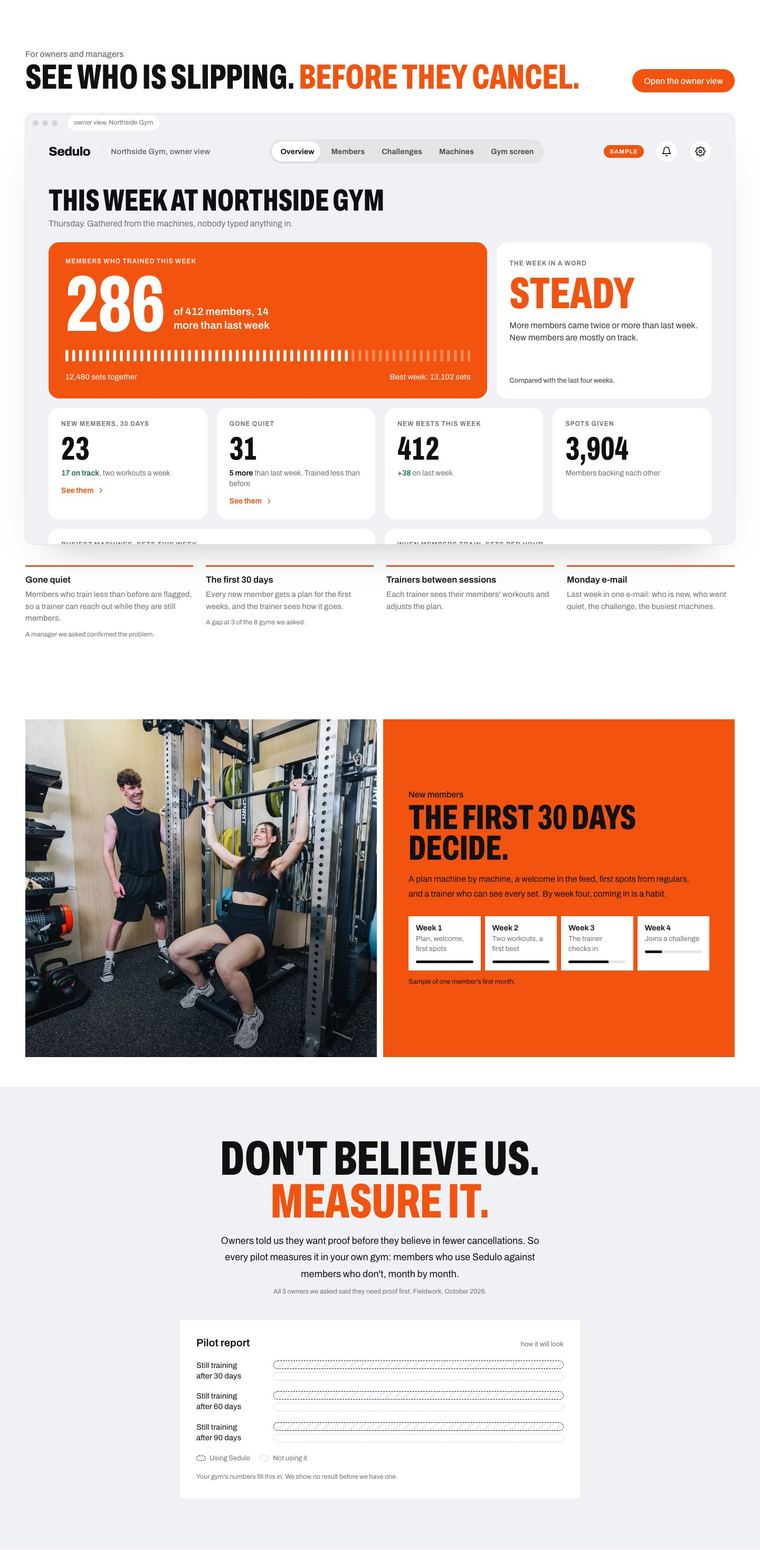 For owners and managers
SEE WHO IS SLIPPING. BEFORE THEY CANCEL.
Open the owner view
owner view, Northside Gym
Sedulo
Northside Gym, owner view
Overview
Members
Challenges
Machines
Gym screen
SAMPLE
THIS WEEK AT NORTHSIDE GYM
Thursday. Gathered from the machines, nobody typed anything in.
MEMBERS WHO TRAINED THIS WEEK
286
of 412 members, 14
more than last week
12,480 sets together
Best week: 13,102 sets
THE WEEK IN A WORD
STEADY
More members came twice or more than last week.
New members are mostly on track.
Compared with the last four weeks.
NEW MEMBERS, 30 DAYS
23
17 on track, two workouts a week
See them
GONE QUIET
31
5 more than last week. Trained less than
before
See them
NEW BESTS THIS WEEK
412
+38 on last week
SPOTS GIVEN
3,904
Members backing each other
BUSIEST MACHINES, SETS THIS WEEK
WHEN MEMBERS TRAIN, SETS PER HOUR
Gone quiet
Members who train less than before are flagged,
so a trainer can reach out while they are still
members.
A manager we asked confirmed the problem.
The first 30 days
Every new member gets a plan for the first
weeks, and the trainer sees how it goes.
A gap at 3 of the 8 gyms we asked.
Trainers between sessions
Each trainer sees their members' workouts and
adjusts the plan.
Monday e-mail
Last week in one e-mail: who is new, who went
quiet, the challenge, the busiest machines.
New members
THE FIRST 30 DAYS
DECIDE.
A plan machine by machine, a welcome in the feed, first spots from regulars,
and a trainer who can see every set. By week four, coming in is a habit.
Week 1
Plan, welcome,
first spots
Week 2
Two workouts, a
first best
Week 3
The trainer
checks in
Week 4
Joins a challenge
Sample of one member's first month.
DON'T BELIEVE US.
MEASURE IT.
Owners told us they want proof before they believe in fewer cancellations. So
every pilot measures it in your own gym: members who use Sedulo against
members who don't, month by month.
All 3 owners we asked said they need proof first. Fieldwork, October 2026.
Pilot report
how it will look
Still training
after 30 days
Still training
after 60 days
Still training
after 90 days
Using Sedulo
Not using it
Your gym's numbers fill this in. We show no result before we have one.